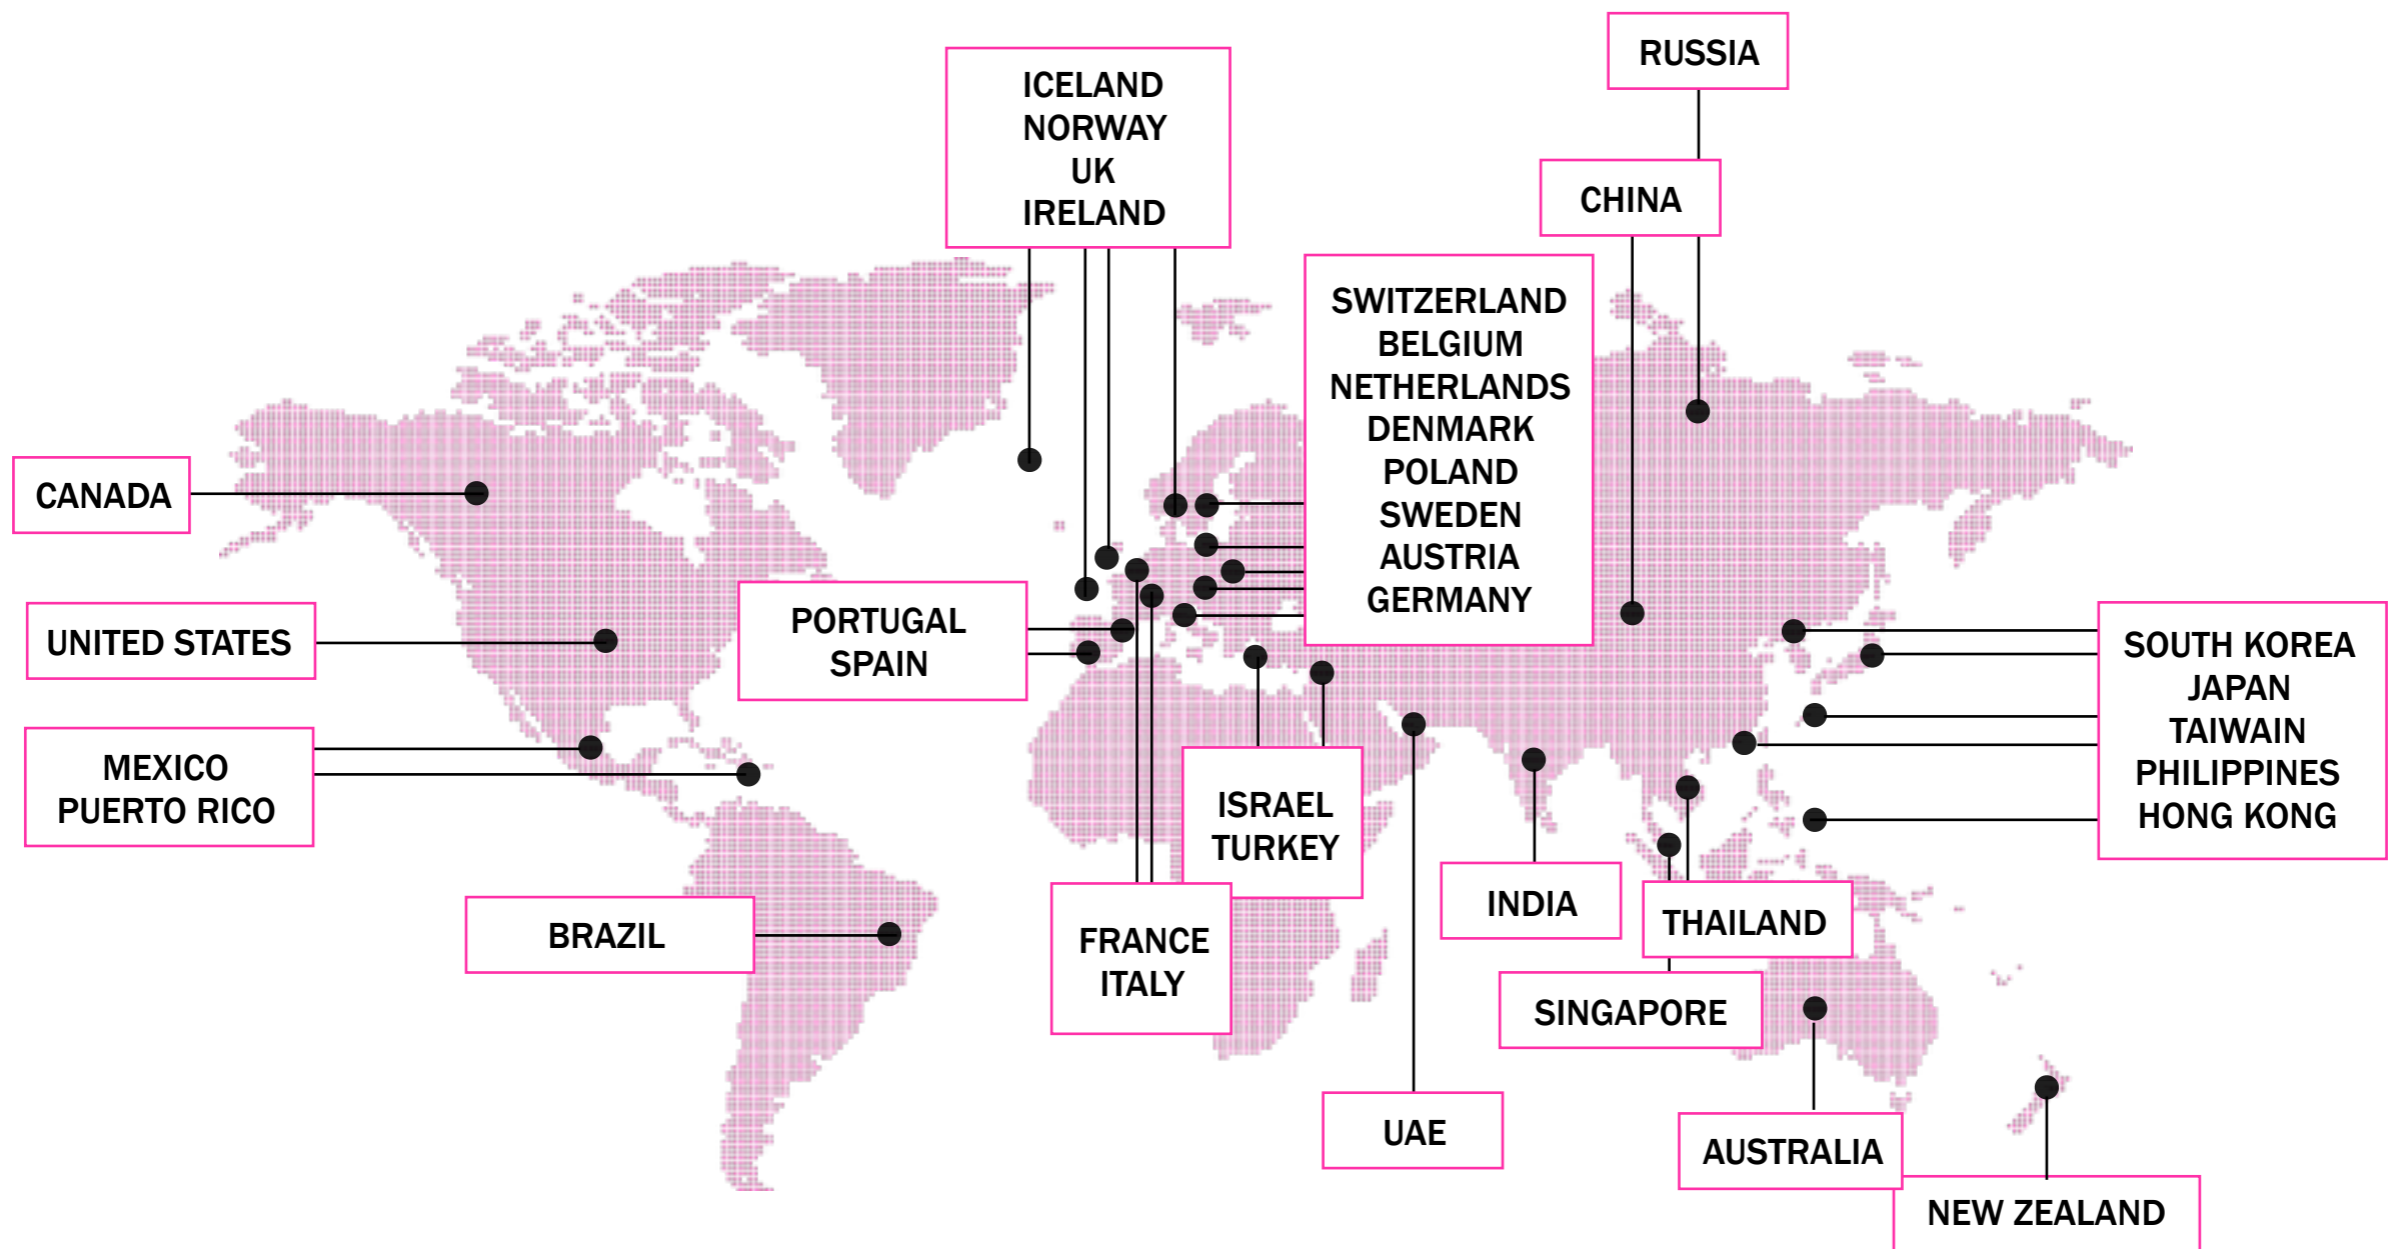 RUSSIA
ICELAND
NORWAY
UK
IRELAND
CHINA
SWITZERLAND
BELGIUM
NETHERLANDS
DENMARK
POLAND
SWEDEN
AUSTRIA
GERMANY
CANADA
UNITED STATES
PORTUGAL
SPAIN
SOUTH KOREA
JAPAN
TAIWAIN
PHILIPPINES
HONG KONG
MEXICO
PUERTO RICO
ISRAEL
TURKEY
BRAZIL
FRANCE
ITALY
INDIA
THAILAND
SINGAPORE
UAE
AUSTRALIA
NEW ZEALAND